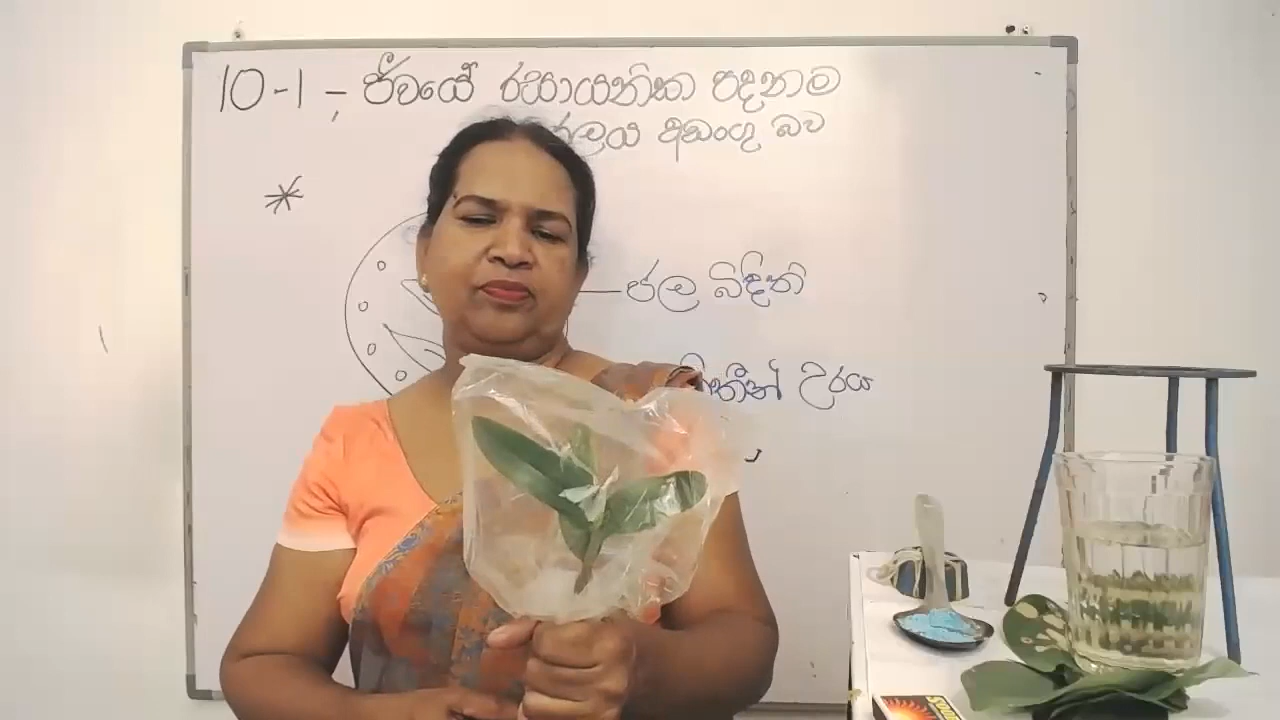 10-1 - ජීවයේ රසායනික පදනම
අඩංගු බව
*
ජල බිඳිති
උරය